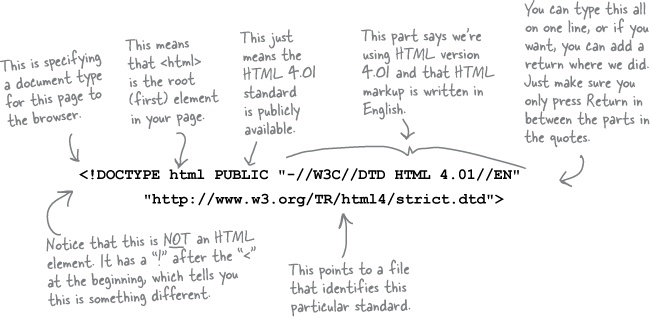 This is specifying
a document type
for this page to
the browser.
This means
that <html>
is the root
(first) element
in your page.
This just
means the
HTML 4.01
standard
is publicly
available.
This part says we're
using HTML version
4.01 and that HTML
markup is written in
English.
You can type this all
on one line, or if you
want, you can add a
return where we did.
Just make sure you
only press Return in
between the parts in
the quotes.
<!DOCTYPE html PUBLIC "-//W3C//DTD HTML 4.01//EN"
"http://www.w3.org/TR/html4/strict.dtd">
Notice that this is NOT an HTML
element. It has a "!" after the "<"
at the beginning, which tells you
this is something different.
This points to a file
that identifies this
particular standard.